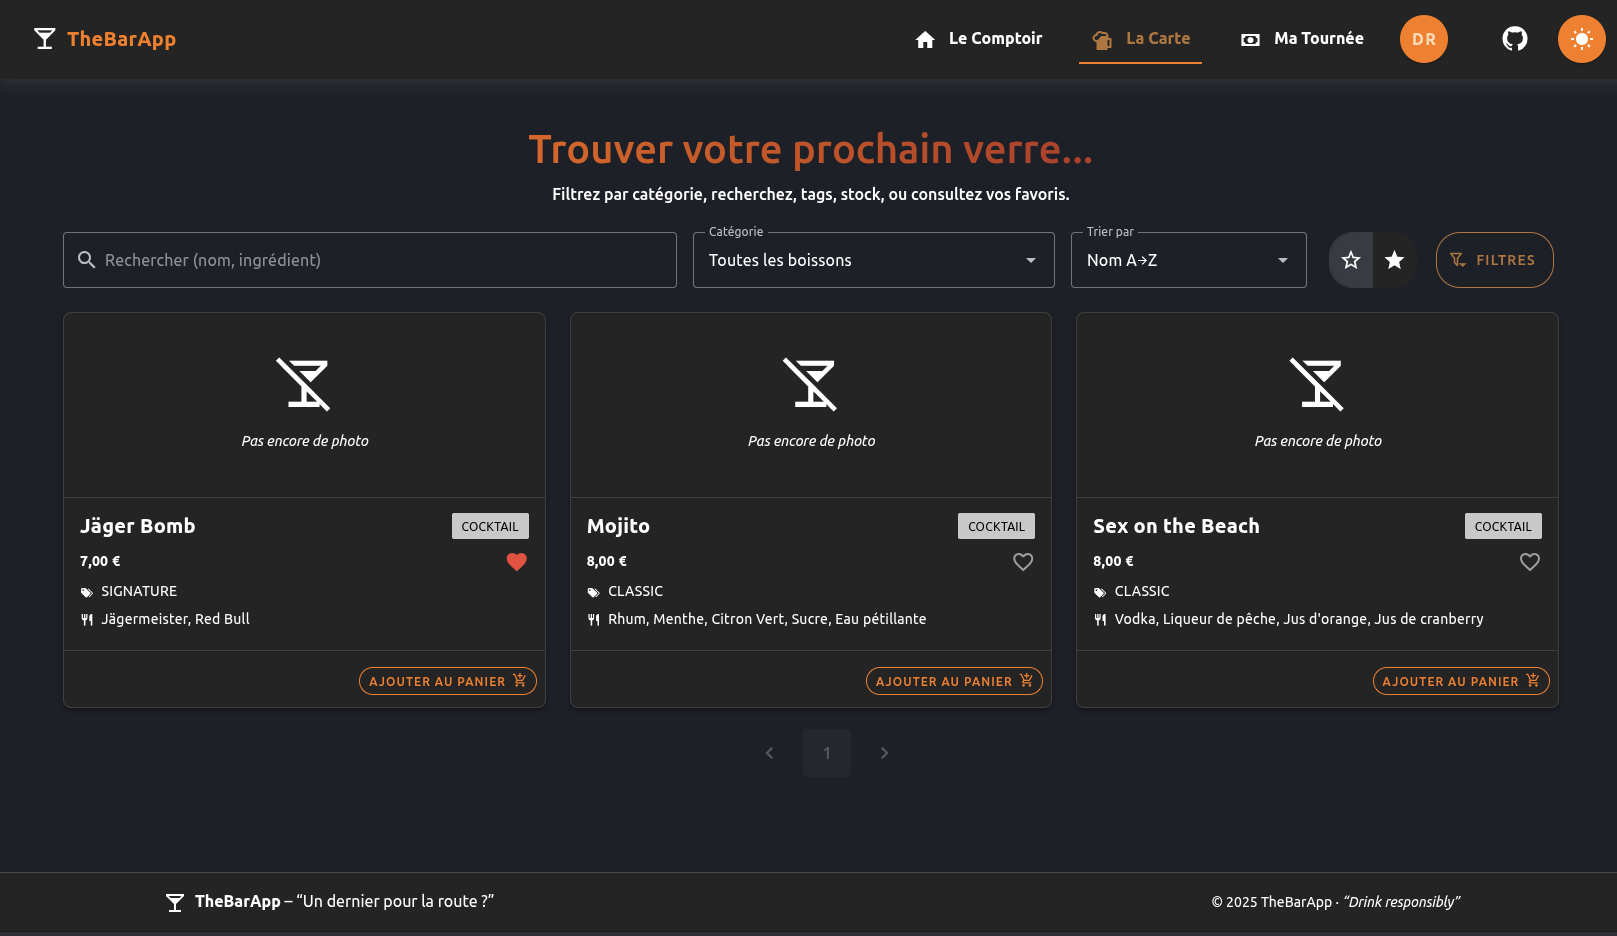 TheBarApp
Le Comptoir
La Carte
Ma Tournée
DR
Trouver votre prochain verre...
Filtrez par catégorie, recherchez, tags, stock, ou consultez vos favoris.
Rechercher (nom, ingrédient)
Catégorie
Toutes les boissons
Trier par
Nom A→Z
FILTRES
Pas encore de photo
Jäger Bomb
COCKTAIL
7,00 €
SIGNATURE
Jägermeister, Red Bull
AJOUTER AU PANIER
Pas encore de photo
Mojito
COCKTAIL
8,00 €
CLASSIC
Rhum, Menthe, Citron Vert, Sucre, Eau pétillante
AJOUTER AU PANIER
Pas encore de photo
Sex on the Beach
COCKTAIL
8,00 €
CLASSIC
Vodka, Liqueur de pêche, Jus d'orange, Jus de cranberry
AJOUTER AU PANIER
1
TheBarApp – “Un dernier pour la route ?”
© 2025 TheBarApp · “Drink responsibly”